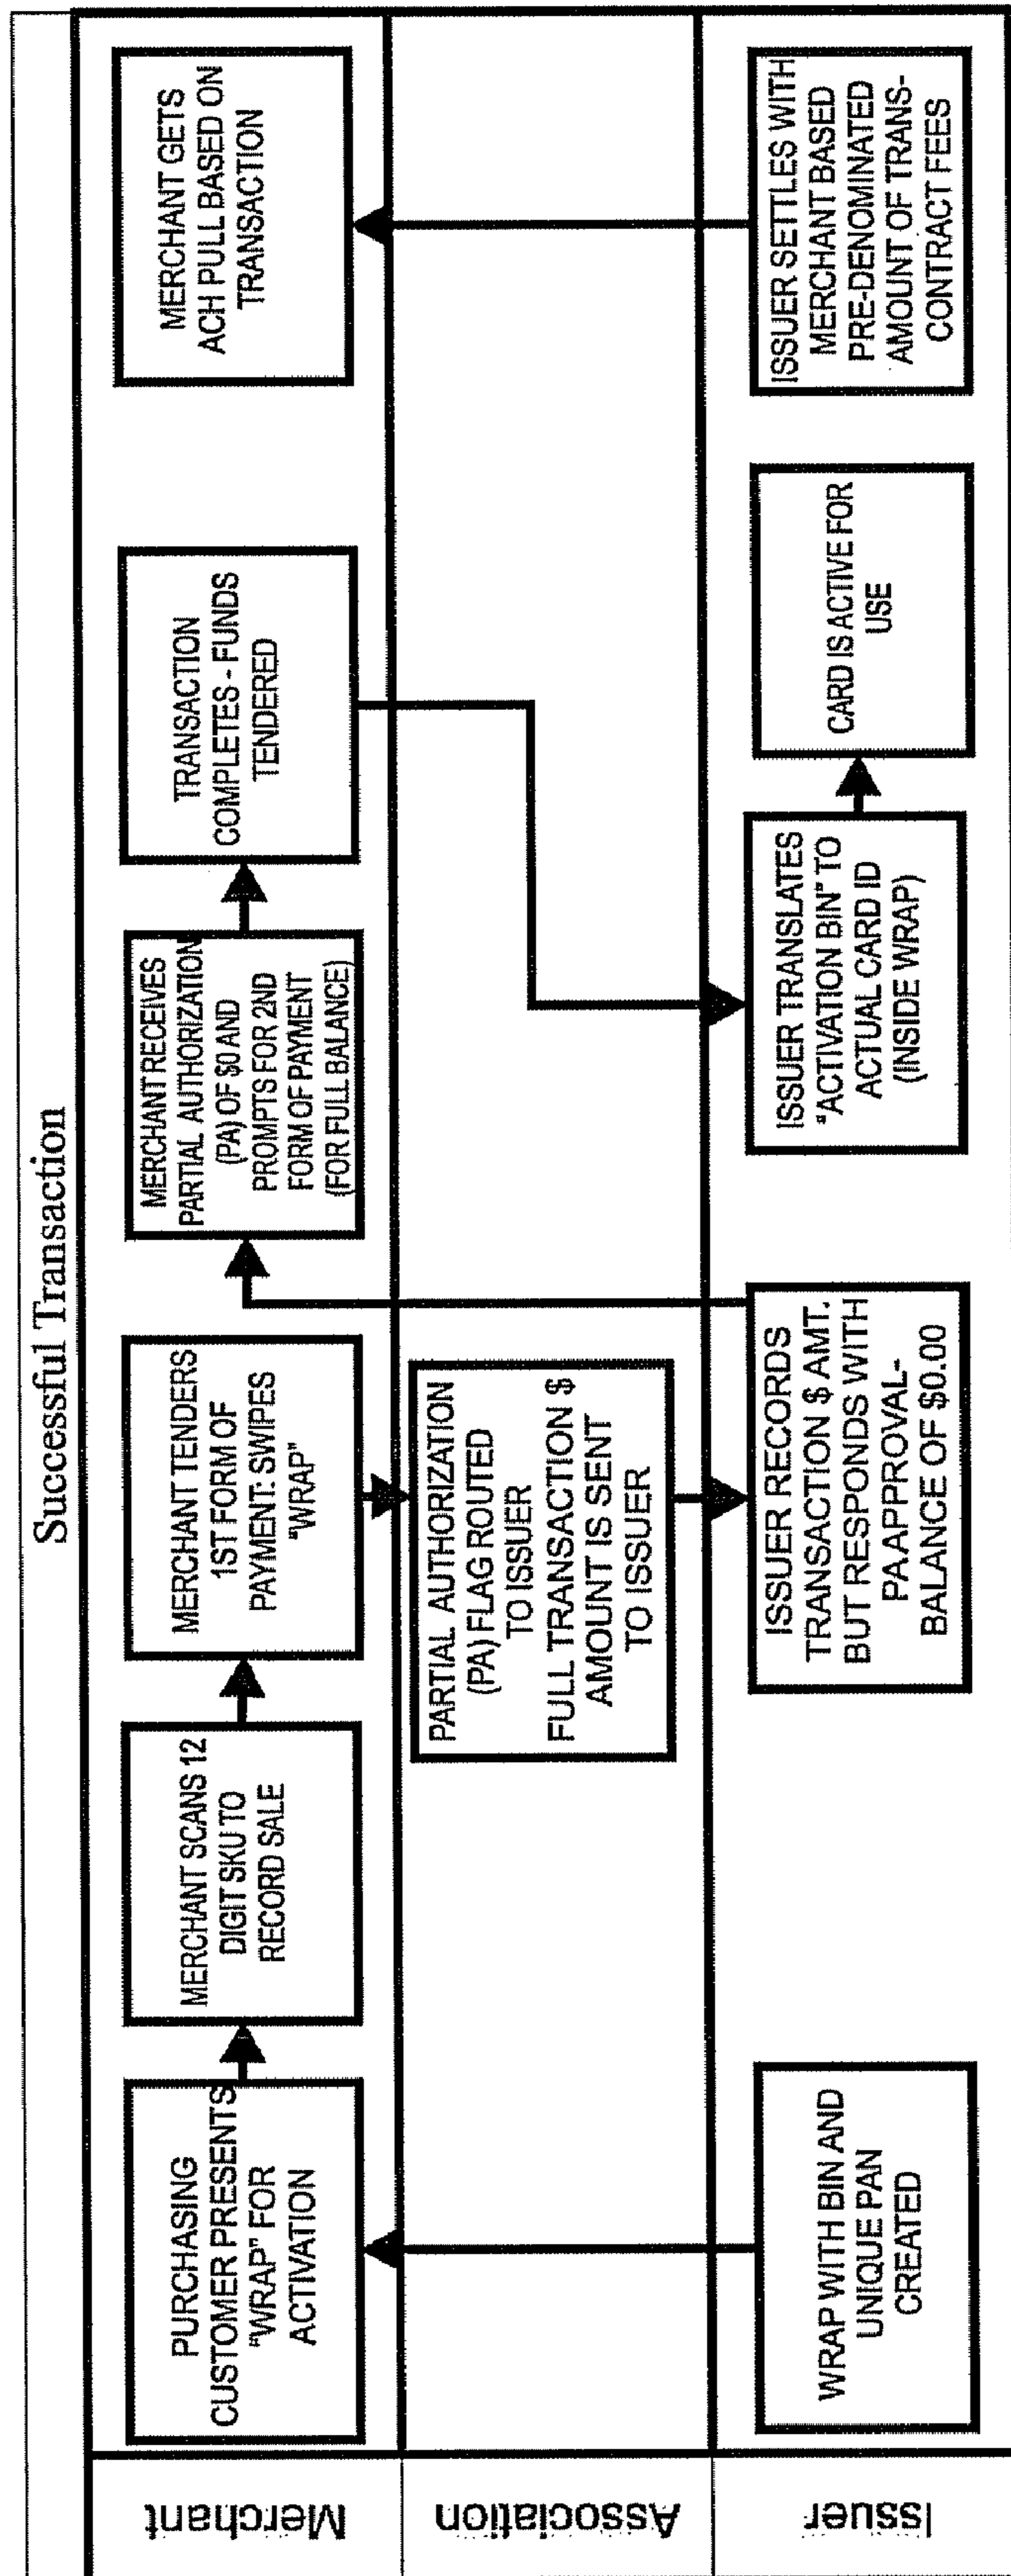 Successful Transaction
Merchant
PURCHASING
CUSTOMER PRESENTS
"WRAP" FOR
ACTIVATION
MERCHANT SCANS 12
DIGIT SKU TO
RECORD SALE
MERCHANT TENDERS
1ST FORM OF
PAYMENT: SWIPES
"WRAP"
MERCHANT RECEIVES
PARTIAL AUTHORIZATION
(PA) OF $0 AND
PROMPTS FOR 2ND
FORM OF PAYMENT
(FOR FULL BALANCE)
TRANSACTION
COMPLETES - FUNDS
TENDERED
MERCHANT GETS
ACH PULL BASED ON
TRANSACTION
Association
PARTIAL AUTHORIZATION
(PA) FLAG ROUTED
TO ISSUER
FULL TRANSACTION $
AMOUNT IS SENT
TO ISSUER
Issuer
WRAP WITH BIN AND
UNIQUE PAN
CREATED
ISSUER RECORDS
TRANSACTION $ AMT.
BUT RESPONDS WITH
PAAPPROVAL-
BALANCE OF $0.00
ISSUER TRANSLATES
"ACTIVATION BIN" TO
ACTUAL CARD ID
(INSIDE WRAP)
CARD IS ACTIVE FOR
USE
ISSUER SETTLES WITH
MERCHANT BASED
PRE-DENOMINATED
AMOUNT OF TRANS-
CONTRACT FEES